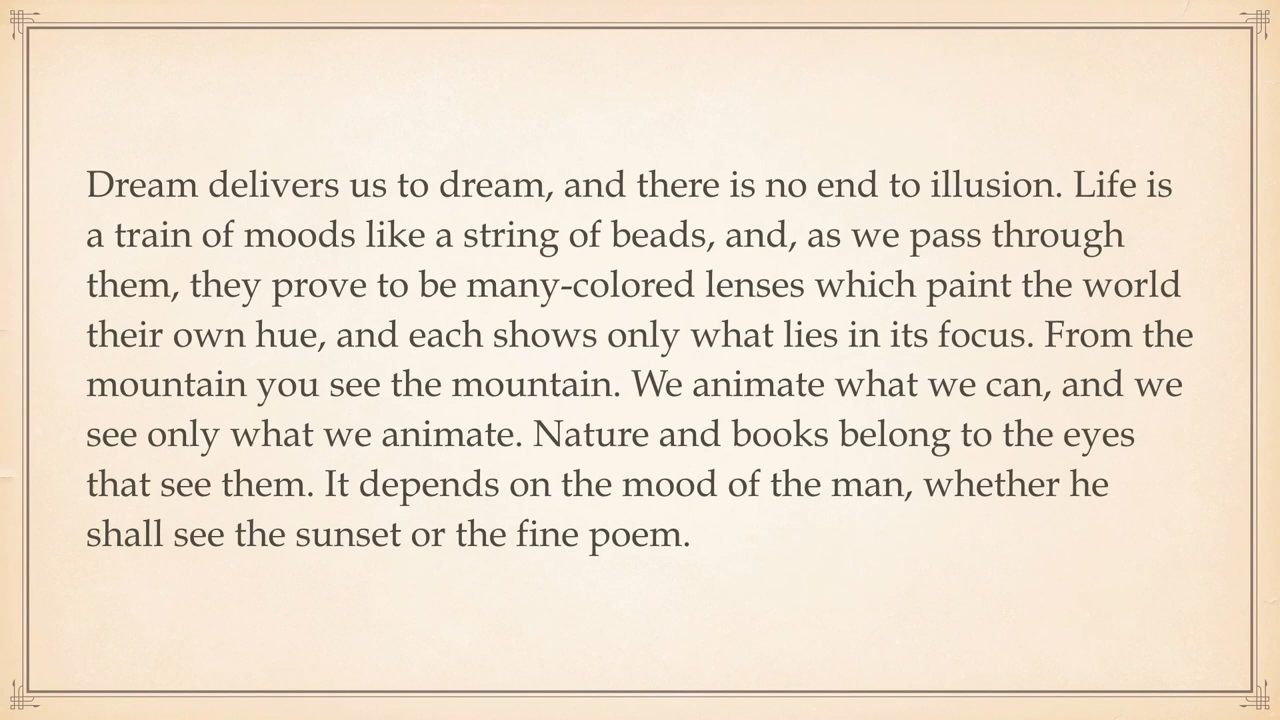 Dream delivers us to dream, and there is no end to illusion. Life is
a train of moods like a string of beads, and, as we pass through
them, they prove to be many-colored lenses which paint the world
their own hue, and each shows only what lies in its focus. From the
mountain you see the mountain. We animate what we can, and we
see only what we animate. Nature and books belong to the eyes
that see them. It depends on the mood of the man, whether he
shall see the sunset or the fine poem.